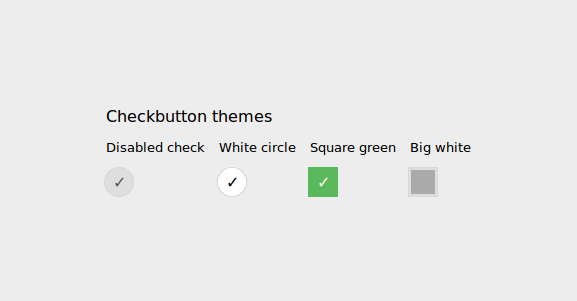 Checkbutton themes
Disabled check White circle Square green Big white
✓ ✓ ✓